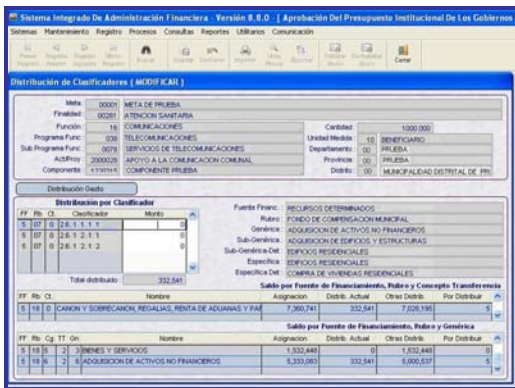 Sistema Integrado De Administración Financiera - Versión 8.8.0 - [ Aprobación Del Presupuesto Institucional De Los Gobiernos
Sistemas Mantenimiento Registro Procesos Consultas Reportes Utilitarios Comunicación
Cerrar
Distribución de Clasificadores ( MODIFICAR )
Meta: 00001 META DE PRUEBA
Finalidad: 00281 ATENCION SANITARIA
Función: 16 COMUNICACIONES Cantidad: 1000.000
Programa Func.: 038 TELECOMUNICACIONES Unidad Medida: 10 BENEFICIARIO
Sub Programa Func.: 0078 SERVICIOS DE TELECOMUNICACIONES Departamento: 00 PRUEBA
Act/Proy: 2000028 APOYO A LA COMUNICACION COMUNAL Provincia: 00 PRUEBA
Componente: COMPONENTE PRUEBA Distrito: 00 MUNICIPALIDAD DISTRITAL DE
Distribución Gasto
Distribución por Clasificador
FF Rb Ct. Clasificador Monto
5 07 0 2.6.1 1.1 1 0
5 07 0 2.6.1 2.1 1 0
5 07 0 2.6.1 2.1 2 0
Total distribuido: 332,541
Fuente Financ.: RECURSOS DETERMINADOS
Rubro: FONDO DE COMPENSACION MUNICIPAL
Genérica: ADQUISICION DE ACTIVOS NO FINANCIEROS
Sub-Genérica: ADQUISICION DE EDIFICIOS Y ESTRUCTURAS
Sub-Genérica-Det: EDIFICIOS RESIDENCIALES
Específica: EDIFICIOS RESIDENCIALES
Específica Det: COMPRA DE VIVIENDAS RESIDENCIALES
Saldo por Fuente de Financiamiento, Rubro y Concepto Transferencia
FF Rb Ct. Nombre Asignacion Distrib. Actual Otras Distrib. Por Distribuir
5 18 0 CANON Y SOBRECANON, REGALIAS, RENTA DE ADUANAS Y PAR 7,360,741 332,541 7,028,195 5
Saldo por Fuente de Financiamiento, Rubro y Genérica
FF Rb Cg TT Gn Nombre Asignacion Distrib. Actual Otras Distrib. Por Distribuir
5 18 6 2 3 BIENES Y SERVICIOS 1,532,448 0 1,532,448 0
5 18 6 2 6 ADQUISICION DE ACTIVOS NO FINANCIEROS 5,333,083 332,541 5,000,537 5